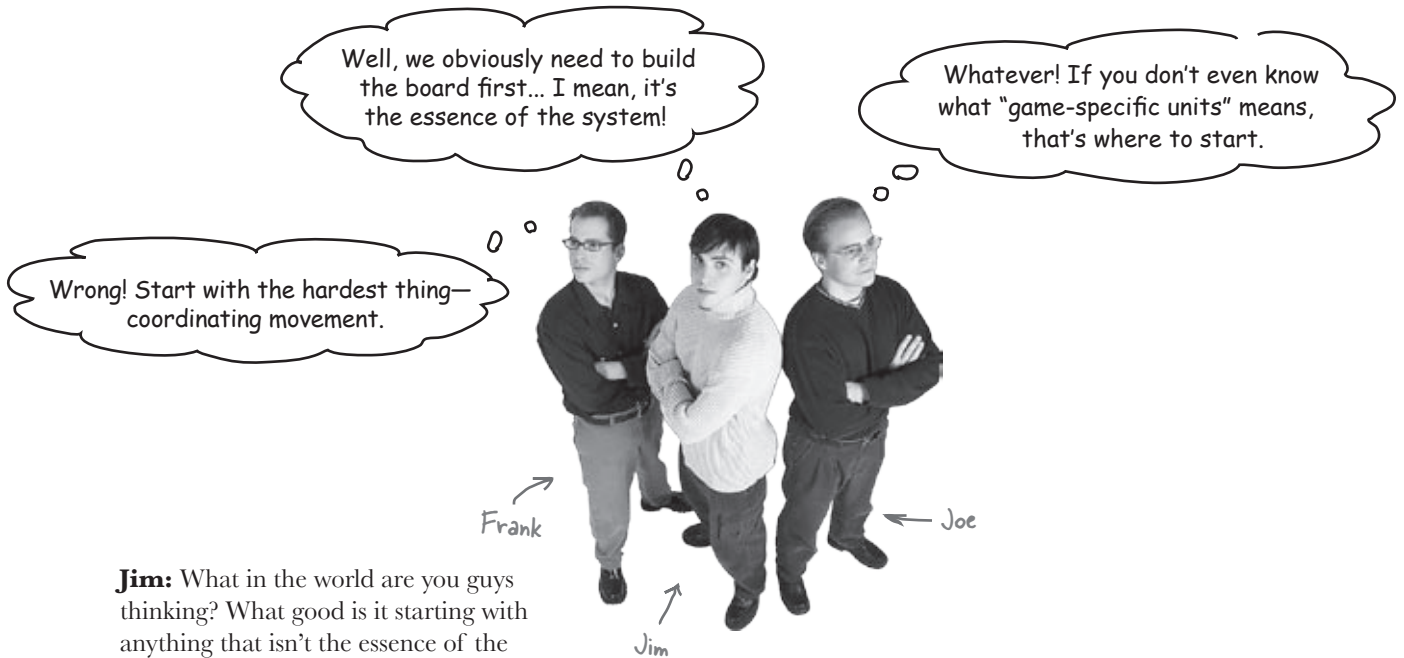 Well, we obviously need to build
the board first... I mean, it's
the essence of the system!
Whatever! If you don't even know
what “game-specific units” means,
that's where to start.
Wrong! Start with the hardest thing—
coordinating movement.
Frank
Jim
Joe
Jim: What in the world are you guys
thinking? What good is it starting with
anything that isn't the essence of the